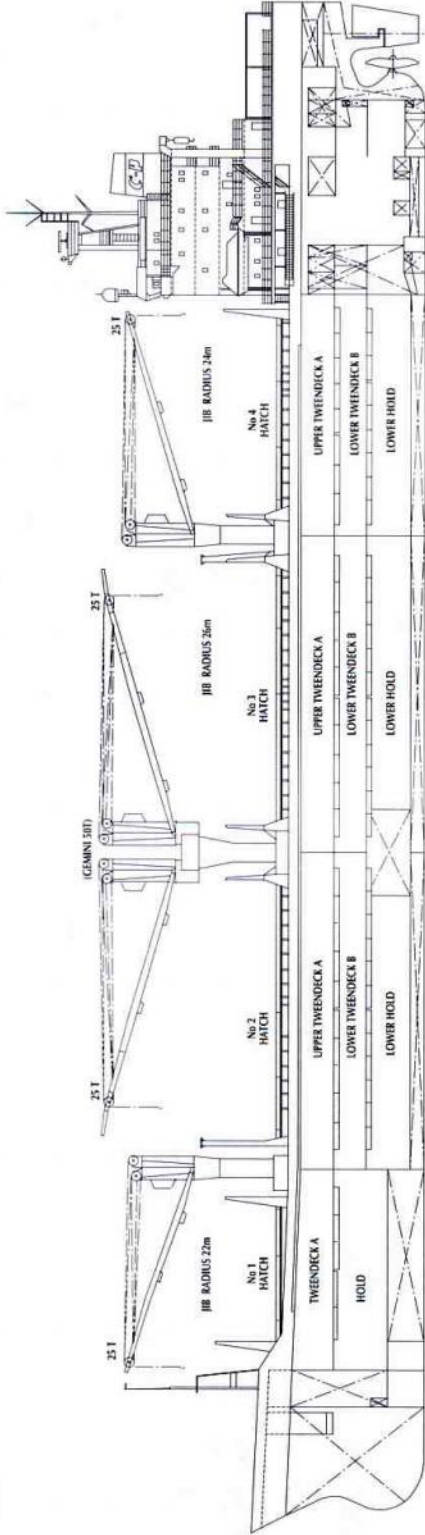 25 T
JIB RADIUS 22m
No 1
HATCH
TWEENDECK A
HOLD
25 T
(GEMINI 50T)
No 2
HATCH
UPPER TWEENDECK A
LOWER TWEENDECK B
LOWER HOLD
25 T
JIB RADIUS 26m
No 3
HATCH
UPPER TWEENDECK A
LOWER TWEENDECK B
LOWER HOLD
25 T
JIB RADIUS 24m
No 4
HATCH
UPPER TWEENDECK A
LOWER TWEENDECK B
LOWER HOLD